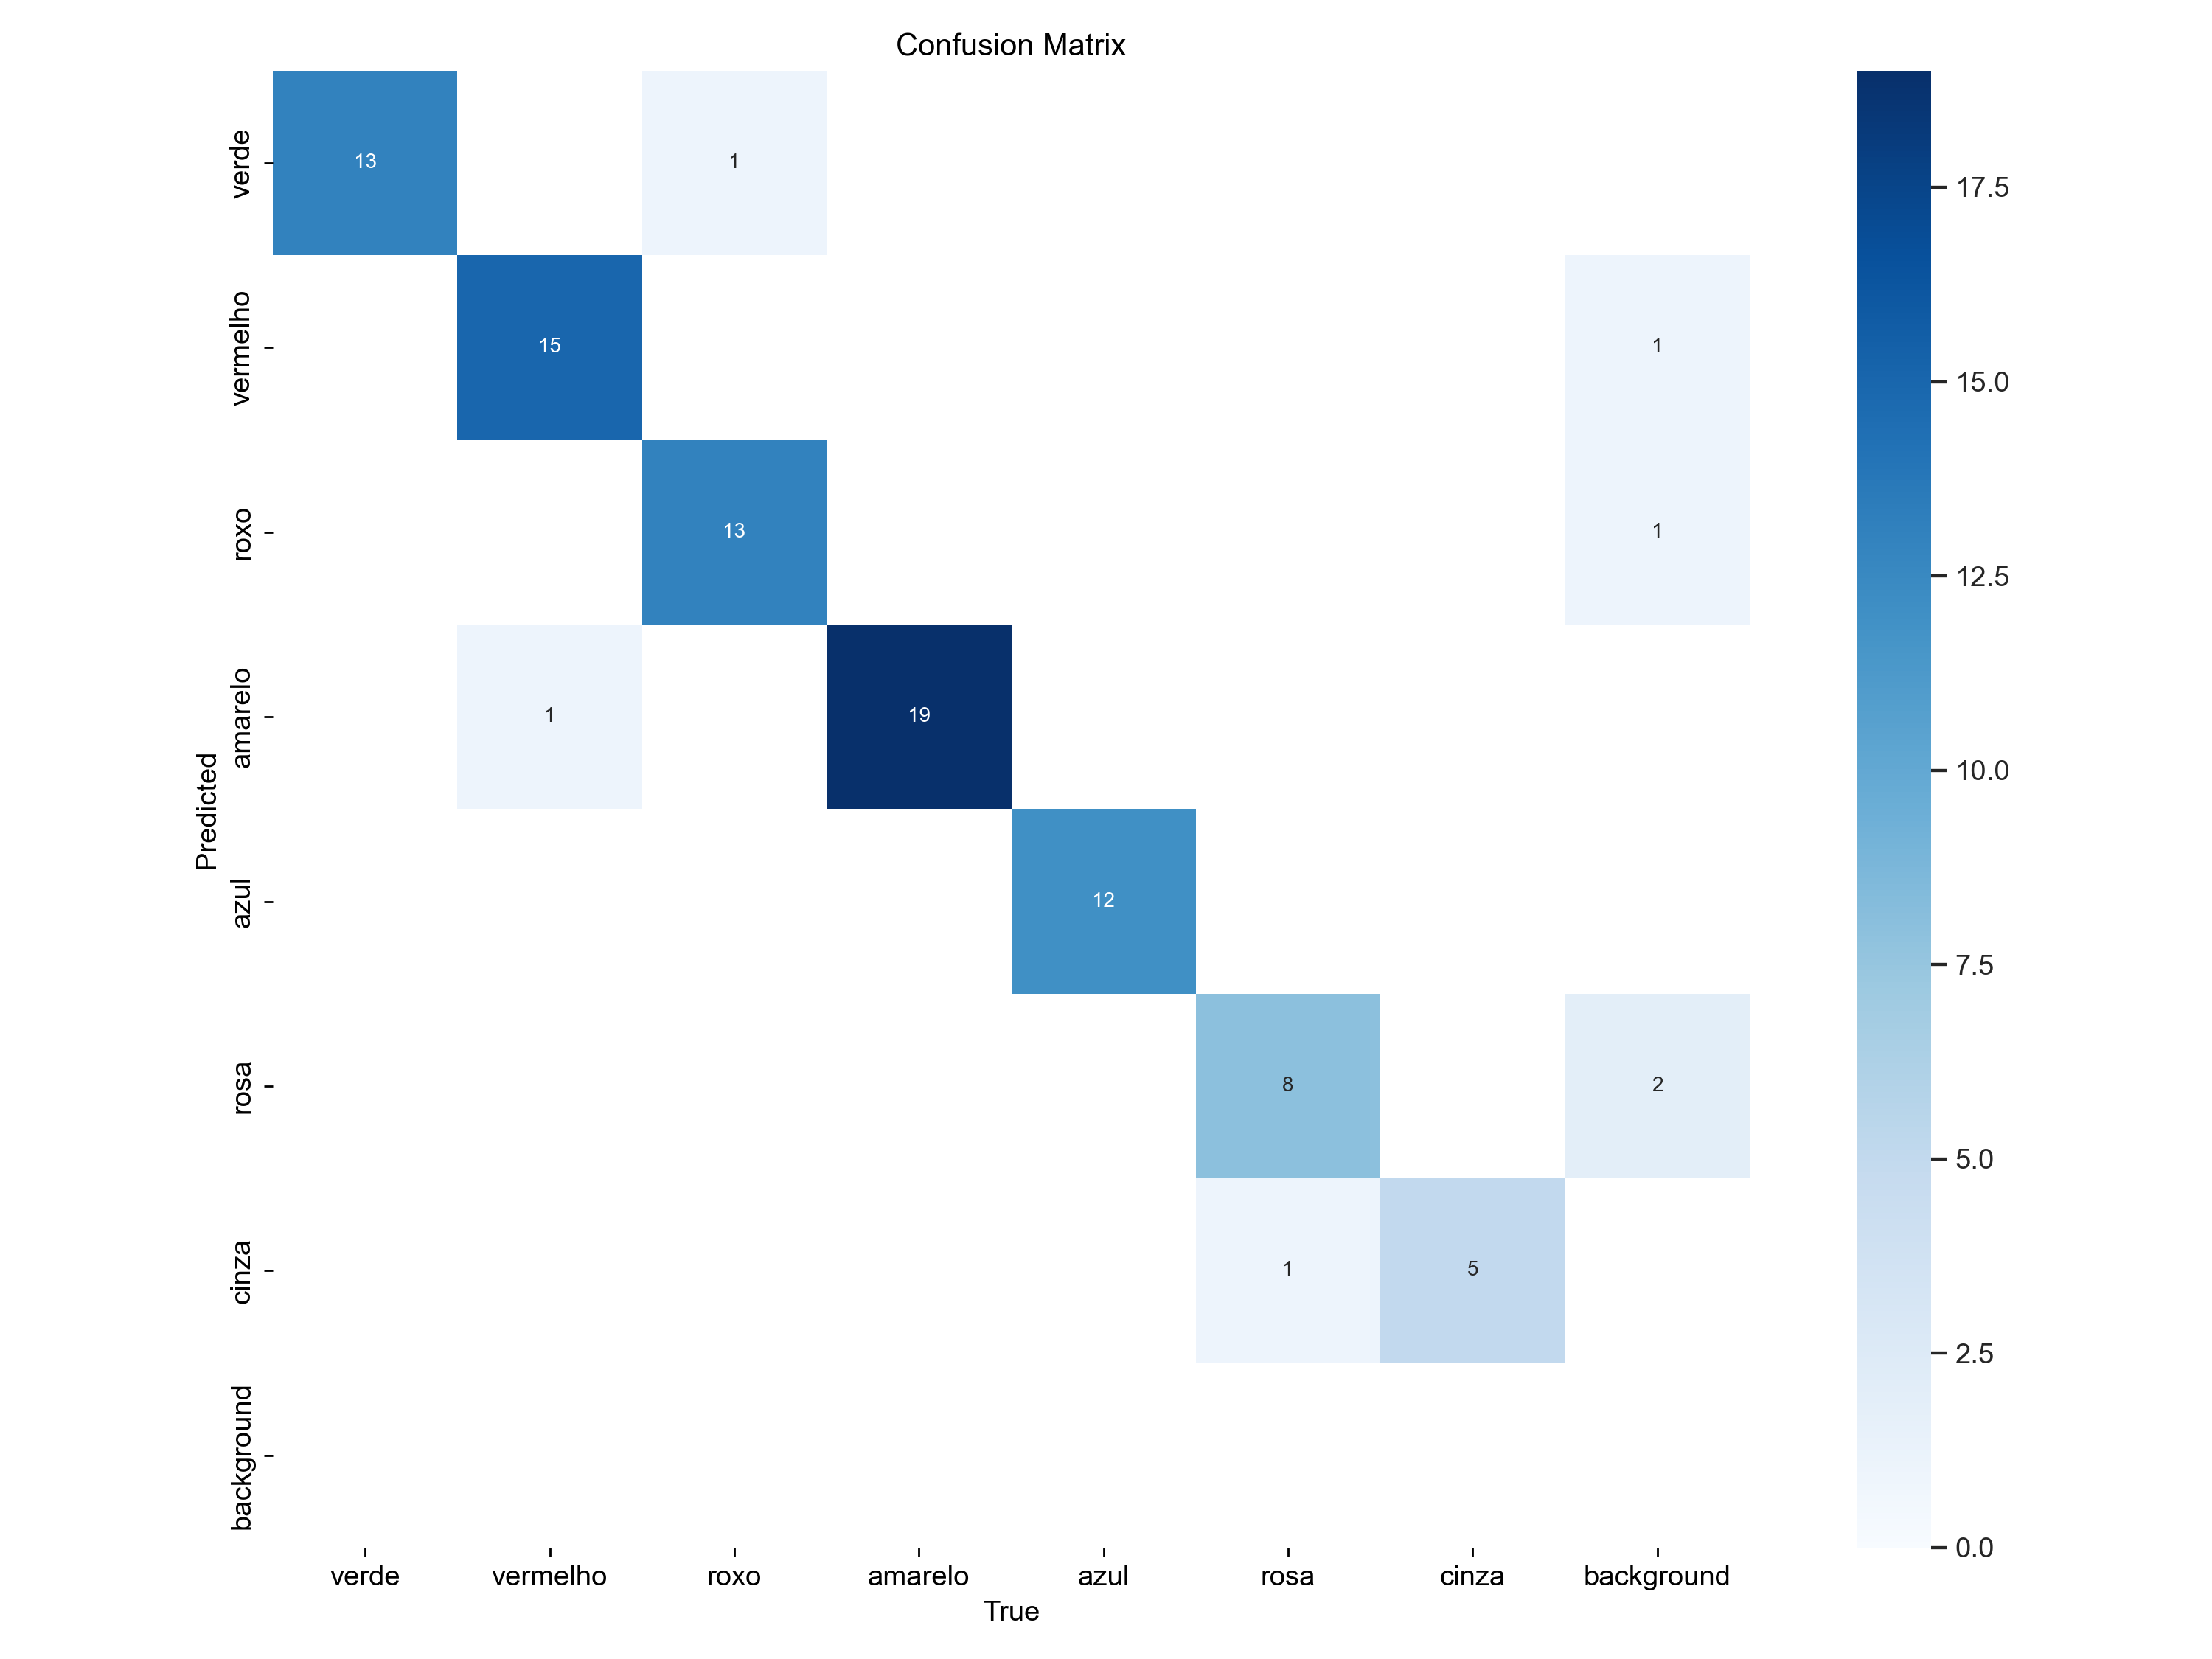 Confusion Matrix
verde
13
1
17.5
vermelho
15
1
15.0
roxo
13
1
12.5
amarelo
1
19
10.0
Predicted
azul
12
7.5
rosa
8
2
5.0
cinza
1
5
2.5
background
0.0
verde vermelho roxo amarelo azul rosa cinza background
True